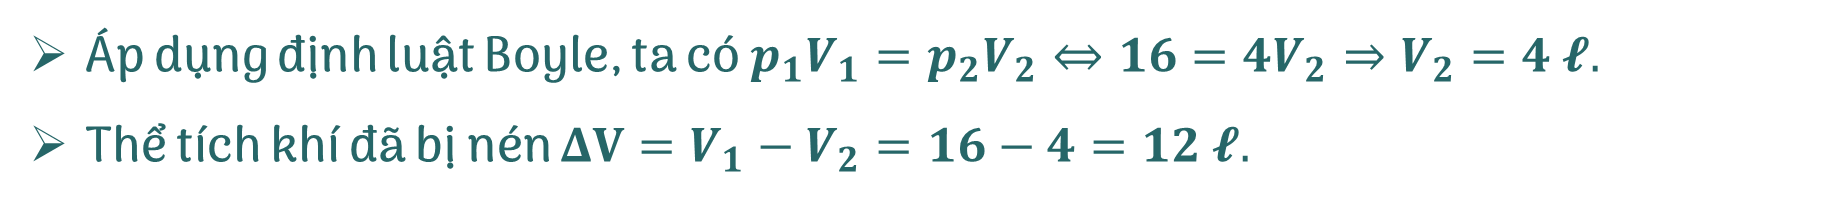 ➢ Áp dụng định luật Boyle, ta có p₁V₁ = p₂V₂ ⇔ 16 = 4V₂ ⇒ V₂ = 4 ℓ.
➢ Thể tích khí đã bị nén ΔV = V₁ − V₂ = 16 − 4 = 12 ℓ.